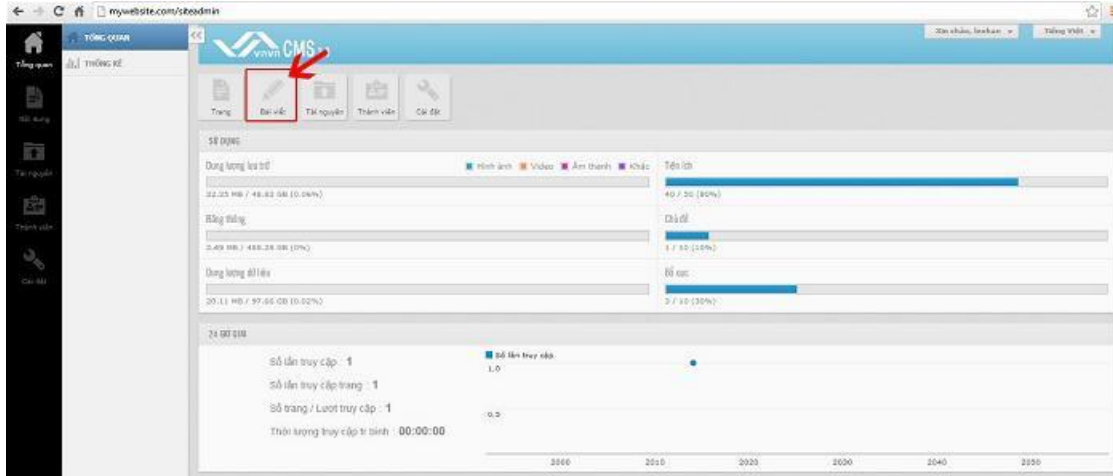 mywebsite.com/siteadmin
TỔNG QUAN
THỐNG KÊ
Tổng quan
Nội dung
Tài nguyên
Thành viên
Cài đặt
VNVN CMS
Xin chào,
Tiếng Việt
Trang
Bài viết
Tài nguyên
Thành viên
Cài đặt
SỬ DỤNG
Dung lượng lưu trữ
Hình ảnh Video Âm thanh Khác
32.25 MB / 48.83 GB (0.06%)
Băng thông
3.49 MB / 488.28 GB (0%)
Dung lượng dữ liệu
20.11 MB / 97.66 GB (0.02%)
Tiện ích
40 / 50 (80%)
Chủ đề
1 / 10 (10%)
Bố cục
3 / 10 (30%)
24 GIỜ QUA
Số lần truy cập : 1
Số lần truy cập trang : 1
Số trang / Lượt truy cập : 1
Thời lượng truy cập tr bình : 00:00:00
Số lần truy cập
1.0
0.5
2000 2010 2020 2030 2040 2050